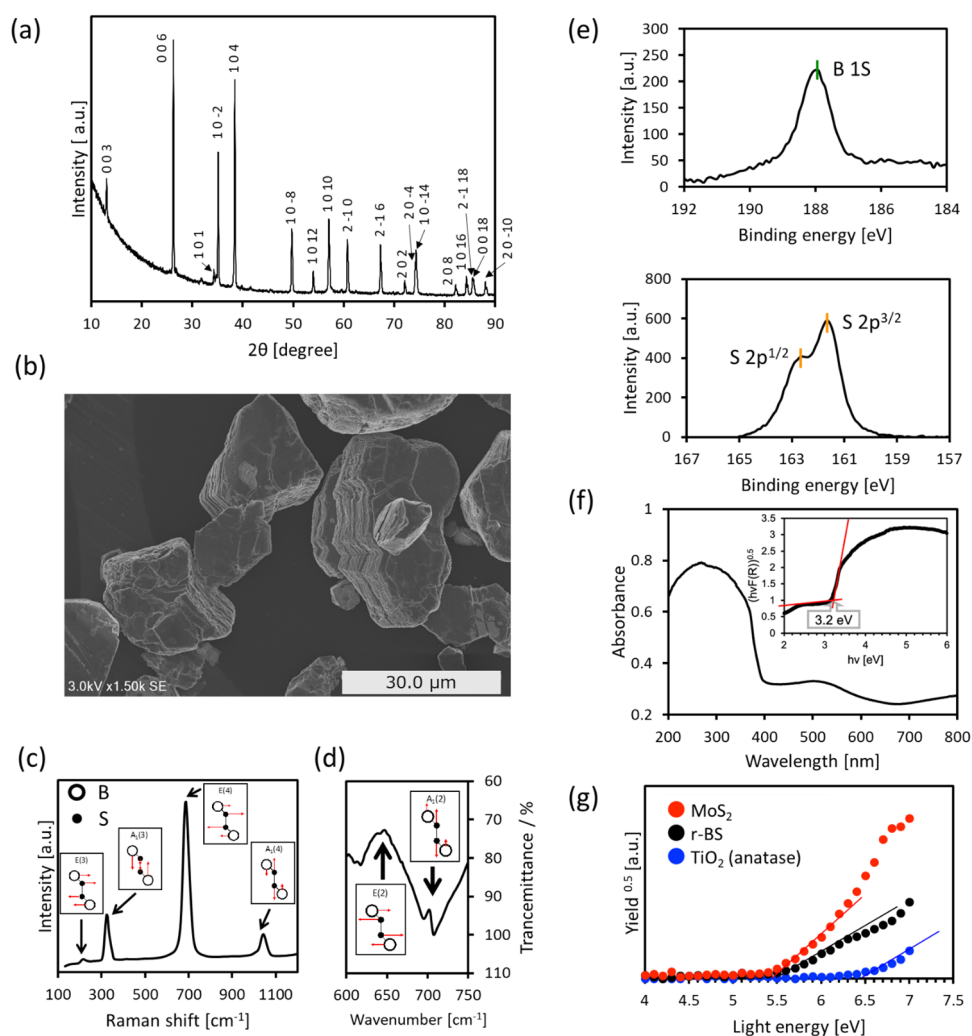 (a)
Intensity [ a.u.]
0 0 3
0 0 6
1 0 1
1 0 -2
1 0 4
1 0 -8
1 0 12
1 0 10
2 -1 0
2 -1 6
2 0 2
2 0 -4
1 0 -14
2 0 8
1 0 16
2 -1 18
0 0 18
2 0 -10
10 20 30 40 50 60 70 80 90
2θ [degree]
(b)
3.0kV x1.50k SE
30.0 µm
(c)
B
S
E(3)
A1(3)
E(4)
A1(4)
Intensity [a.u.]
100 300 500 700 900 1100
Raman shift [cm-1]
(d)
A1(2)
E(2)
60
70
80
90
100
110
Trancemittance / %
600 650 700 750
Wavenumber [cm-1]
(e)
300
250
200
150
100
50
0
Intensity [a.u.]
B 1S
192 190 188 186 184
Binding energy [eV]
800
600
400
200
0
Intensity [a.u.]
S 2p1/2
S 2p3/2
167 165 163 161 159 157
Binding energy [eV]
(f)
1
0.8
0.6
0.4
0.2
Absorbance
3.5
3
2.5
2
1.5
1
0.5
0
(hνF(R))0.5
3.2 eV
2 3 4 5 6
hν [eV]
200 300 400 500 600 700 800
Wavelength [nm]
(g)
MoS2
r-BS
TiO2 (anatase)
Yield 0.5 [a.u.]
4 4.5 5 5.5 6 6.5 7 7.5
Light energy [eV]